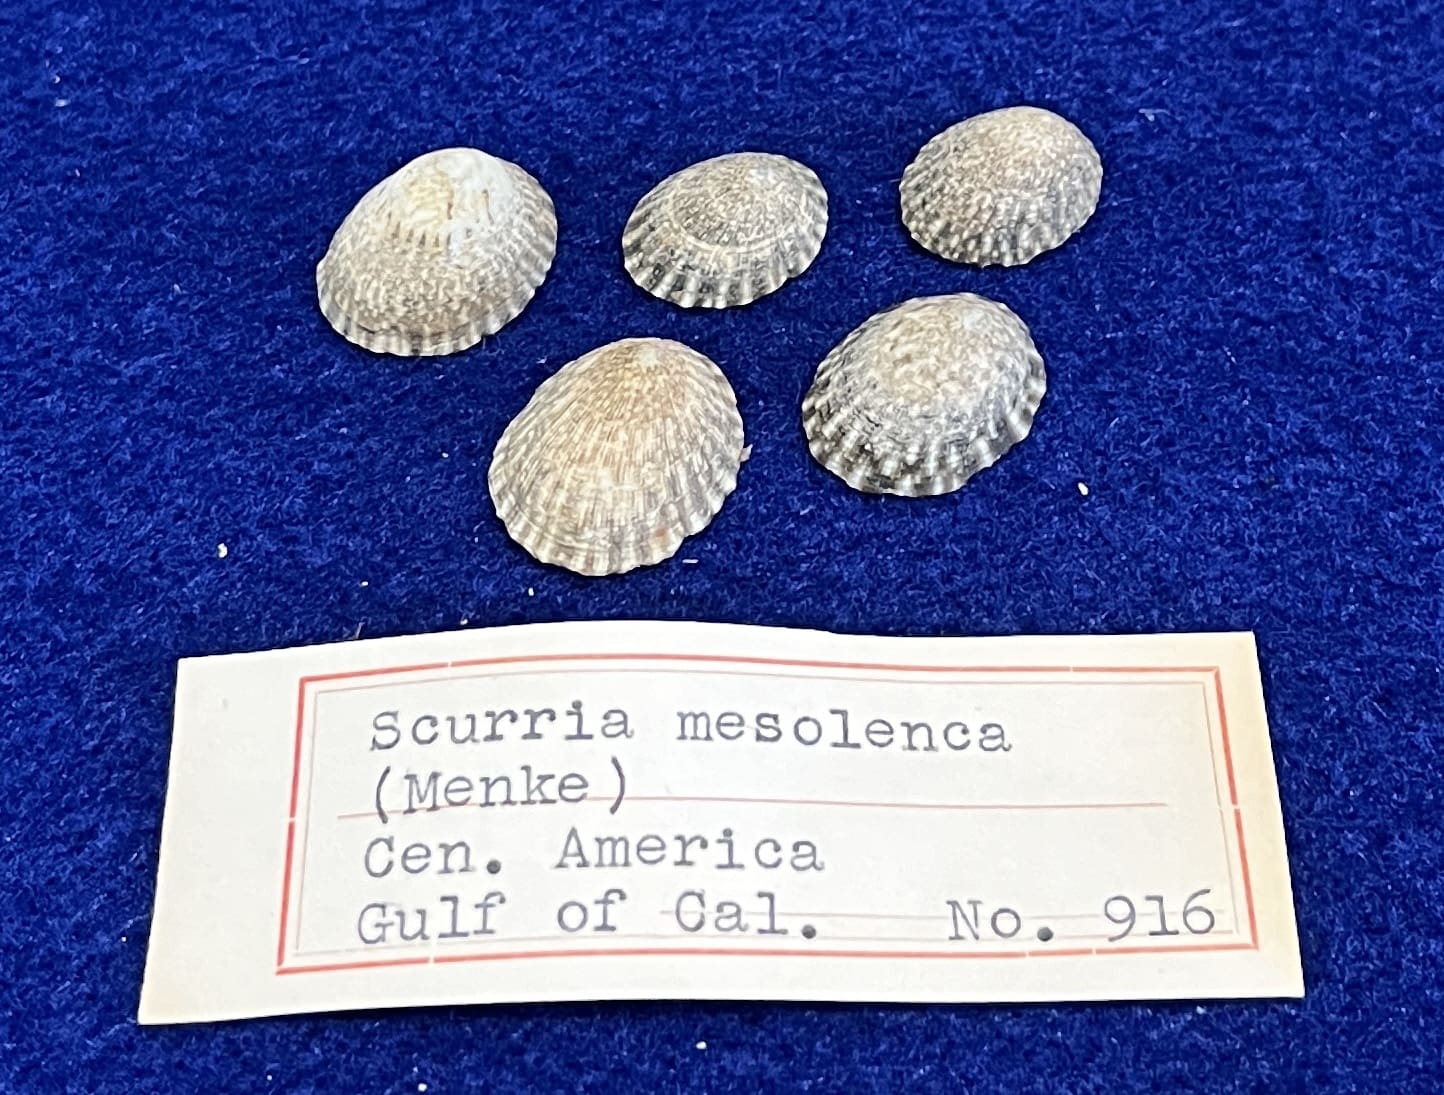 Scurria mesolenca
(Menke)
Cen. America
Gulf of Cal. No. 916